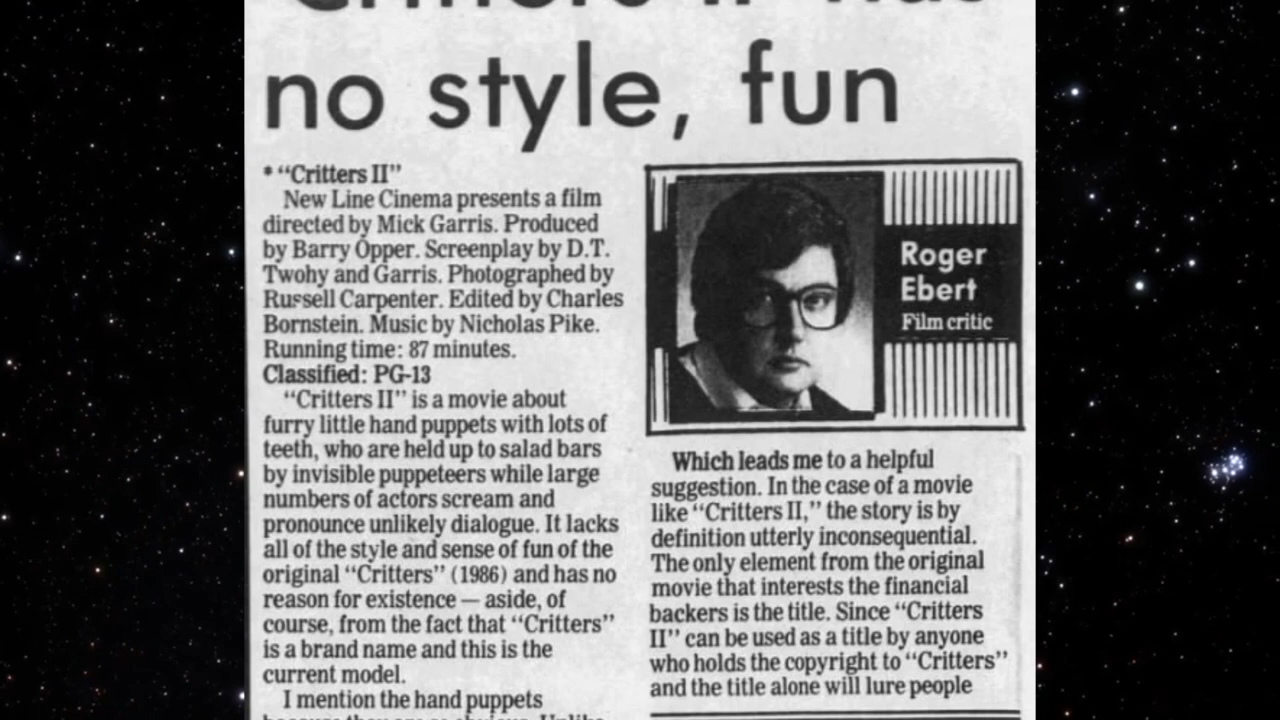 "Critters II" has
no style, fun
* "Critters II"
New Line Cinema presents a film
directed by Mick Garris. Produced
by Barry Opper. Screenplay by D.T.
Twohy and Garris. Photographed by
Russell Carpenter. Edited by Charles
Bornstein. Music by Nicholas Pike.
Running time: 87 minutes.
Classified: PG-13
"Critters II" is a movie about
furry little hand puppets with lots of
teeth, who are held up to salad bars
by invisible puppeteers while large
numbers of actors scream and
pronounce unlikely dialogue. It lacks
all of the style and sense of fun of the
original "Critters" (1986) and has no
reason for existence — aside, of
course, from the fact that "Critters"
is a brand name and this is the
current model.
I mention the hand puppets
because they are so obvious. Unlike
Roger
Ebert
Film critic
Which leads me to a helpful
suggestion. In the case of a movie
like "Critters II," the story is by
definition utterly inconsequential.
The only element from the original
movie that interests the financial
backers is the title. Since "Critters
II" can be used as a title by anyone
who holds the copyright to "Critters"
and the title alone will lure people